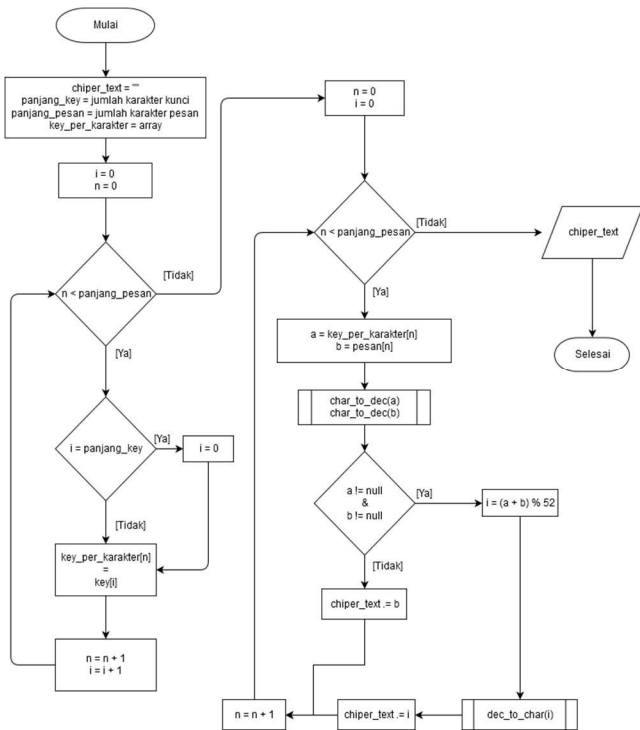 Mulai
chiper_text = ""
panjang_key = jumlah karakter kunci
panjang_pesan = jumlah karakter pesan
key_per_karakter = array
i = 0
n = 0
n < panjang_pesan
[Tidak]
[Ya]
i = panjang_key
[Ya]
i = 0
[Tidak]
key_per_karakter[n]
=
key[i]
n = n + 1
i = i + 1
n = 0
i = 0
n < panjang_pesan
[Tidak]
chiper_text
Selesai
[Ya]
a = key_per_karakter[n]
b = pesan[n]
char_to_dec(a)
char_to_dec(b)
a != null
&
b != null
[Ya]
i = (a + b) % 52
[Tidak]
chiper_text .= b
n = n + 1
chiper_text .= i
dec_to_char(i)